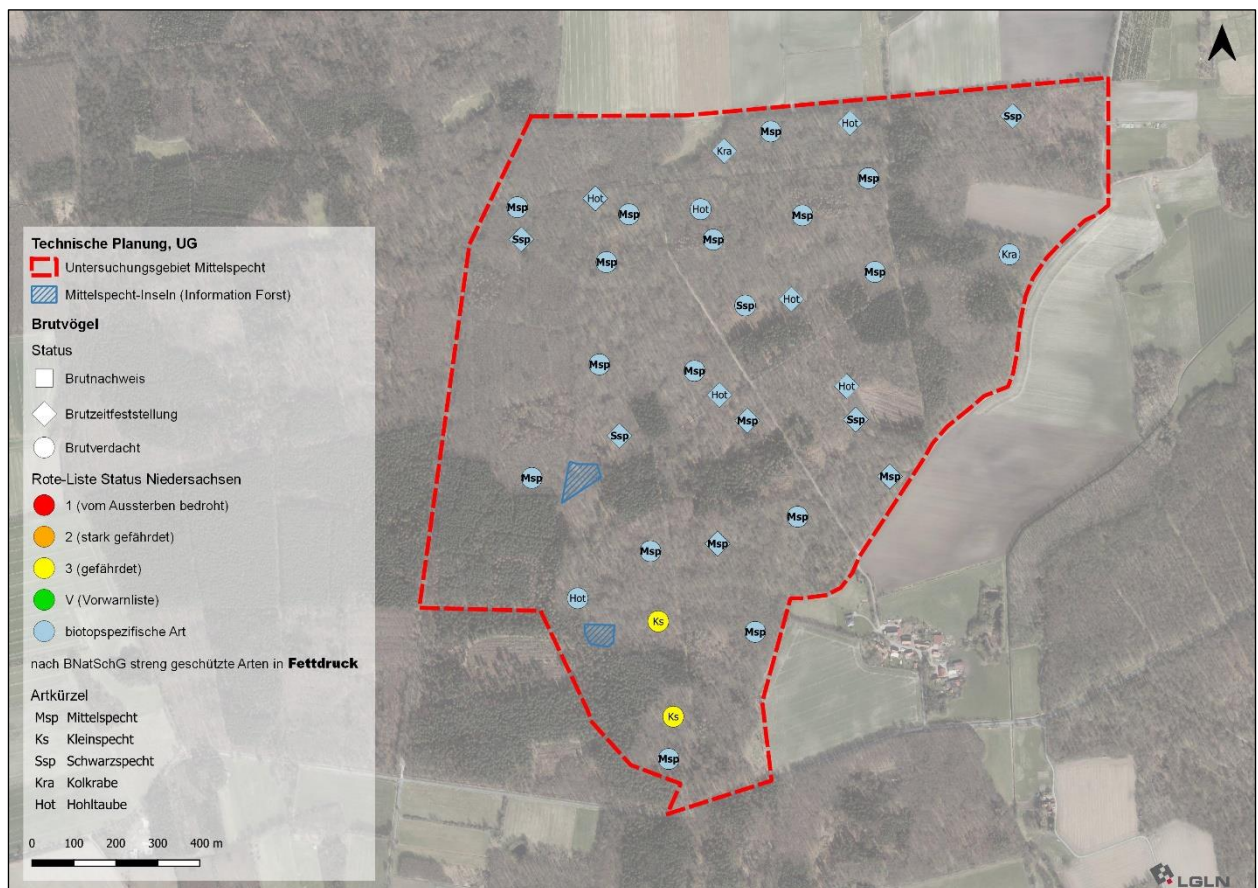 Hot
Ssp
Msp
Kra
Msp
Hot
Msp
Msp
Hot
Msp
Ssp
Msp
Kra
Msp
Msp
Hot
Ssp
Msp
Msp
Hot
Hot
Msp
Ssp
Ssp
Msp
Msp
Msp
Msp
Msp
Hot
Ks
Msp
Ks
Msp
Technische Planung, UG
Untersuchungsgebiet Mittelspecht
Mittelspecht-Inseln (Information Forst)
Brutvögel
Status
Brutnachweis
Brutzeitfeststellung
Brutverdacht
Rote-Liste Status Niedersachsen
1 (vom Aussterben bedroht)
2 (stark gefährdet)
3 (gefährdet)
V (Vorwarnliste)
biotopspezifische Art
nach BNatSchG streng geschützte Arten in Fettdruck
Artkürzel
Msp Mittelspecht
Ks Kleinspecht
Ssp Schwarzspecht
Kra Kolkrabe
Hot Hohltaube
0 100 200 300 400 m
LGLN